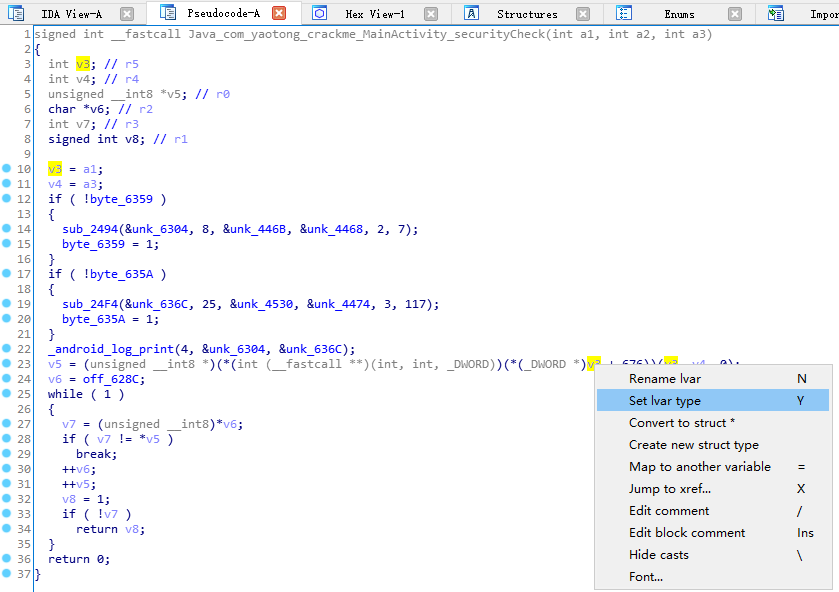 IDA View-A
Pseudocode-A
Hex View-1
Structures
Enums
Impor
1 signed int __fastcall Java_com_yaotong_crackme_MainActivity_securityCheck(int a1, int a2, int a3)
2 {
3 int v3; // r5
4 int v4; // r4
5 unsigned __int8 *v5; // r0
6 char *v6; // r2
7 int v7; // r3
8 signed int v8; // r1
9
10 v3 = a1;
11 v4 = a3;
12 if ( !byte_6359 )
13 {
14 sub_2494(&unk_6304, 8, &unk_446B, &unk_4468, 2, 7);
15 byte_6359 = 1;
16 }
17 if ( !byte_635A )
18 {
19 sub_24F4(&unk_636C, 25, &unk_4530, &unk_4474, 3, 117);
20 byte_635A = 1;
21 }
22 _android_log_print(4, &unk_6304, &unk_636C);
23 v5 = (unsigned __int8 *)(*(int (__fastcall **)(int, int, _DWORD))(*(_DWORD *)v3 + 676))(v3, v4, 0);
24 v6 = off_628C;
25 while ( 1 )
26 {
27 v7 = (unsigned __int8)*v6;
28 if ( v7 != *v5 )
29 break;
30 ++v6;
31 ++v5;
32 v8 = 1;
33 if ( !v7 )
34 return v8;
35 }
36 return 0;
37 }
Rename lvar N
Set lvar type Y
Convert to struct *
Create new struct type
Map to another variable =
Jump to xref... X
Edit comment /
Edit block comment Ins
Hide casts \
Font...